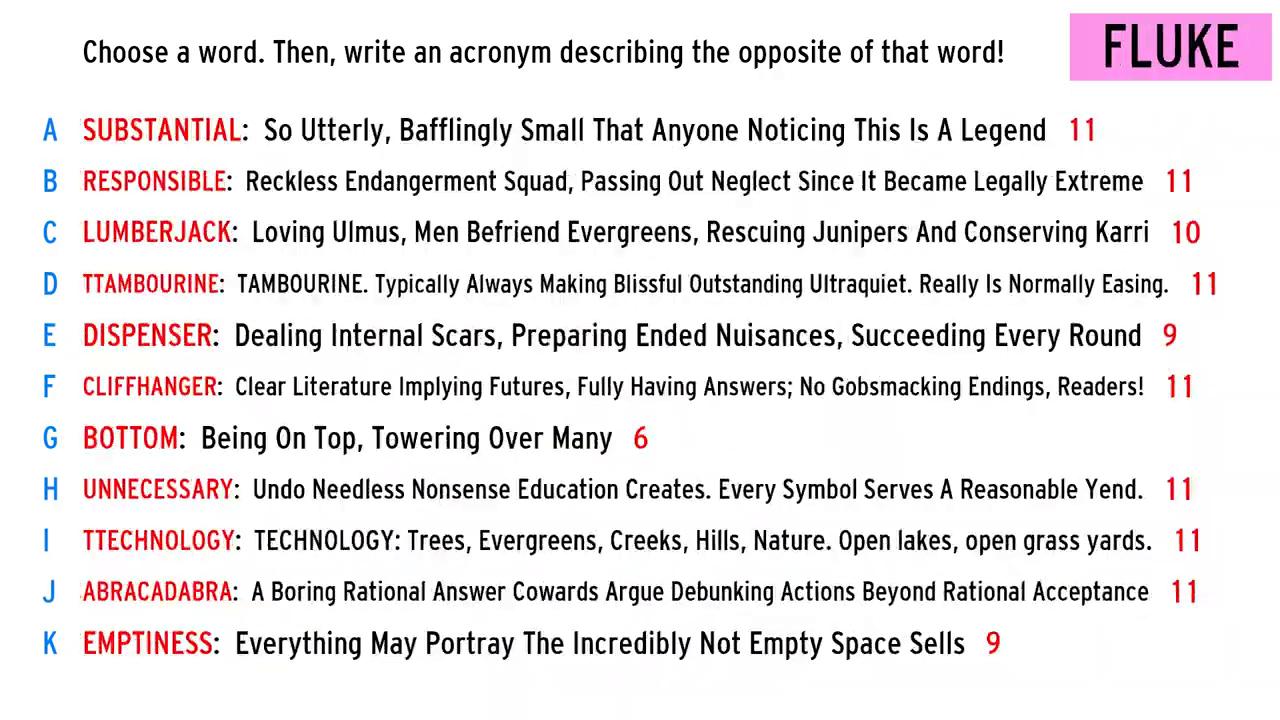 Choose a word. Then, write an acronym describing the opposite of that word!
FLUKE
A SUBSTANTIAL: So Utterly, Bafflingly Small That Anyone Noticing This Is A Legend 11
B RESPONSIBLE: Reckless Endangerment Squad, Passing Out Neglect Since It Became Legally Extreme 11
C LUMBERJACK: Loving Ulmus, Men Befriend Evergreens, Rescuing Junipers And Conserving Karri 10
D TTAMBOURINE: TAMBOURINE. Typically Always Making Blissful Outstanding Ultraquiet. Really Is Normally Easing. 11
E DISPENSER: Dealing Internal Scars, Preparing Ended Nuisances, Succeeding Every Round 9
F CLIFFHANGER: Clear Literature Implying Futures, Fully Having Answers; No Gobsmacking Endings, Readers! 11
G BOTTOM: Being On Top, Towering Over Many 6
H UNNECESSARY: Undo Needless Nonsense Education Creates. Every Symbol Serves A Reasonable Yend. 11
I TTECHNOLOGY: TECHNOLOGY: Trees, Evergreens, Creeks, Hills, Nature. Open lakes, open grass yards. 11
J ABRACADABRA: A Boring Rational Answer Cowards Argue Debunking Actions Beyond Rational Acceptance 11
K EMPTINESS: Everything May Portray The Incredibly Not Empty Space Sells 9